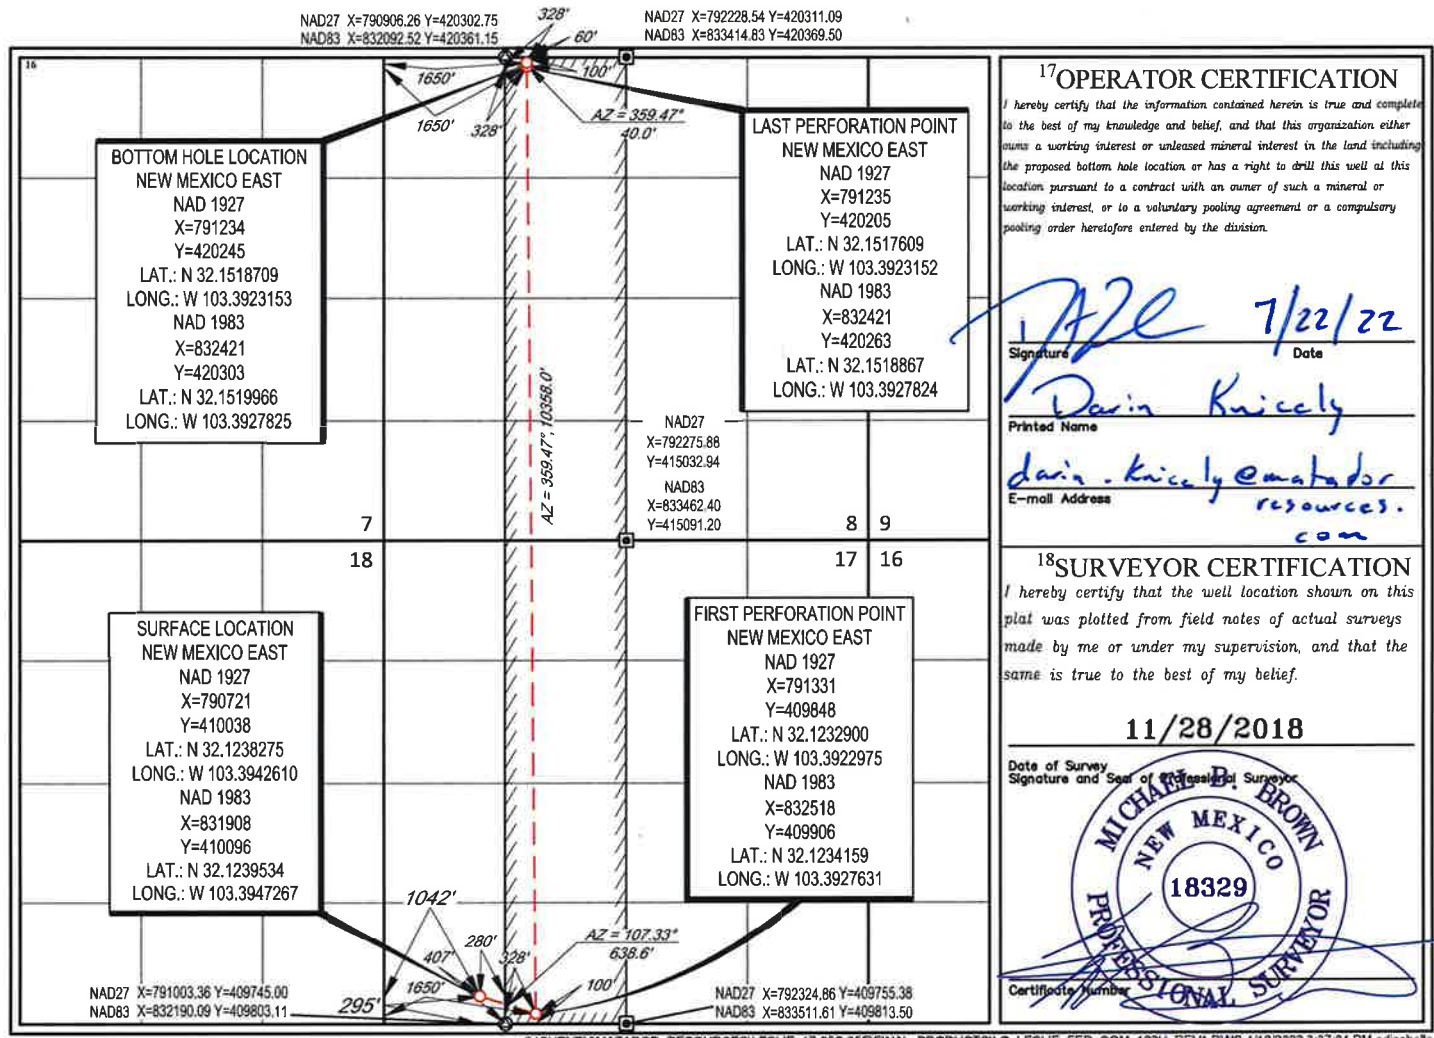 NAD27 X=790906.26 Y=420302.75
NAD83 X=832092.52 Y=420361.15
328'
60'
NAD27 X=792228.54 Y=420311.09
NAD83 X=833414.83 Y=420369.50
16
1650'
100'
1650'
328'
AZ = 359.47°
40.0'
BOTTOM HOLE LOCATION
NEW MEXICO EAST
NAD 1927
X=791234
Y=420245
LAT.: N 32.1518709
LONG.: W 103.3923153
NAD 1983
X=832421
Y=420303
LAT.: N 32.1519966
LONG.: W 103.3927825
LAST PERFORATION POINT
NEW MEXICO EAST
NAD 1927
X=791235
Y=420205
LAT.: N 32.1517609
LONG.: W 103.3923152
NAD 1983
X=832421
Y=420263
LAT.: N 32.1518867
LONG.: W 103.3927824
AZ = 359.47°, 10358.0'
NAD27
X=792275.88
Y=415032.94
NAD83
X=833462.40
Y=415091.20
7
8 9
18
17 16
SURFACE LOCATION
NEW MEXICO EAST
NAD 1927
X=790721
Y=410038
LAT.: N 32.1238275
LONG.: W 103.3942610
NAD 1983
X=831908
Y=410096
LAT.: N 32.1239534
LONG.: W 103.3947267
FIRST PERFORATION POINT
NEW MEXICO EAST
NAD 1927
X=791331
Y=409848
LAT.: N 32.1232900
LONG.: W 103.3922975
NAD 1983
X=832518
Y=409906
LAT.: N 32.1234159
LONG.: W 103.3927631
1042'
280'
407'
328'
AZ = 107.33°
638.6'
1650'
100'
295'
NAD27 X=791003.36 Y=409745.00
NAD83 X=832190.09 Y=409803.11
NAD27 X=792324.86 Y=409755.38
NAD83 X=833511.61 Y=409813.50
17 OPERATOR CERTIFICATION
I hereby certify that the information contained herein is true and complete
to the best of my knowledge and belief, and that this organization either
owns a working interest or unleased mineral interest in the land including
the proposed bottom hole location or has a right to drill this well at this
location pursuant to a contract with an owner of such a mineral or
working interest, or to a voluntary pooling agreement or a compulsory
pooling order heretofore entered by the division.
7/22/22
Signature Date
Darin Knicely
Printed Name
darin.knicely@matador
resources.
com
E-mail Address
18 SURVEYOR CERTIFICATION
I hereby certify that the well location shown on this
plat was plotted from field notes of actual surveys
made by me or under my supervision, and that the
same is true to the best of my belief.
11/28/2018
Date of Survey
Signature and Seal of Professional Surveyor
MICHAEL B. BROWN
NEW MEXICO
18329
PROFESSIONAL SURVEYOR
Certificate Number